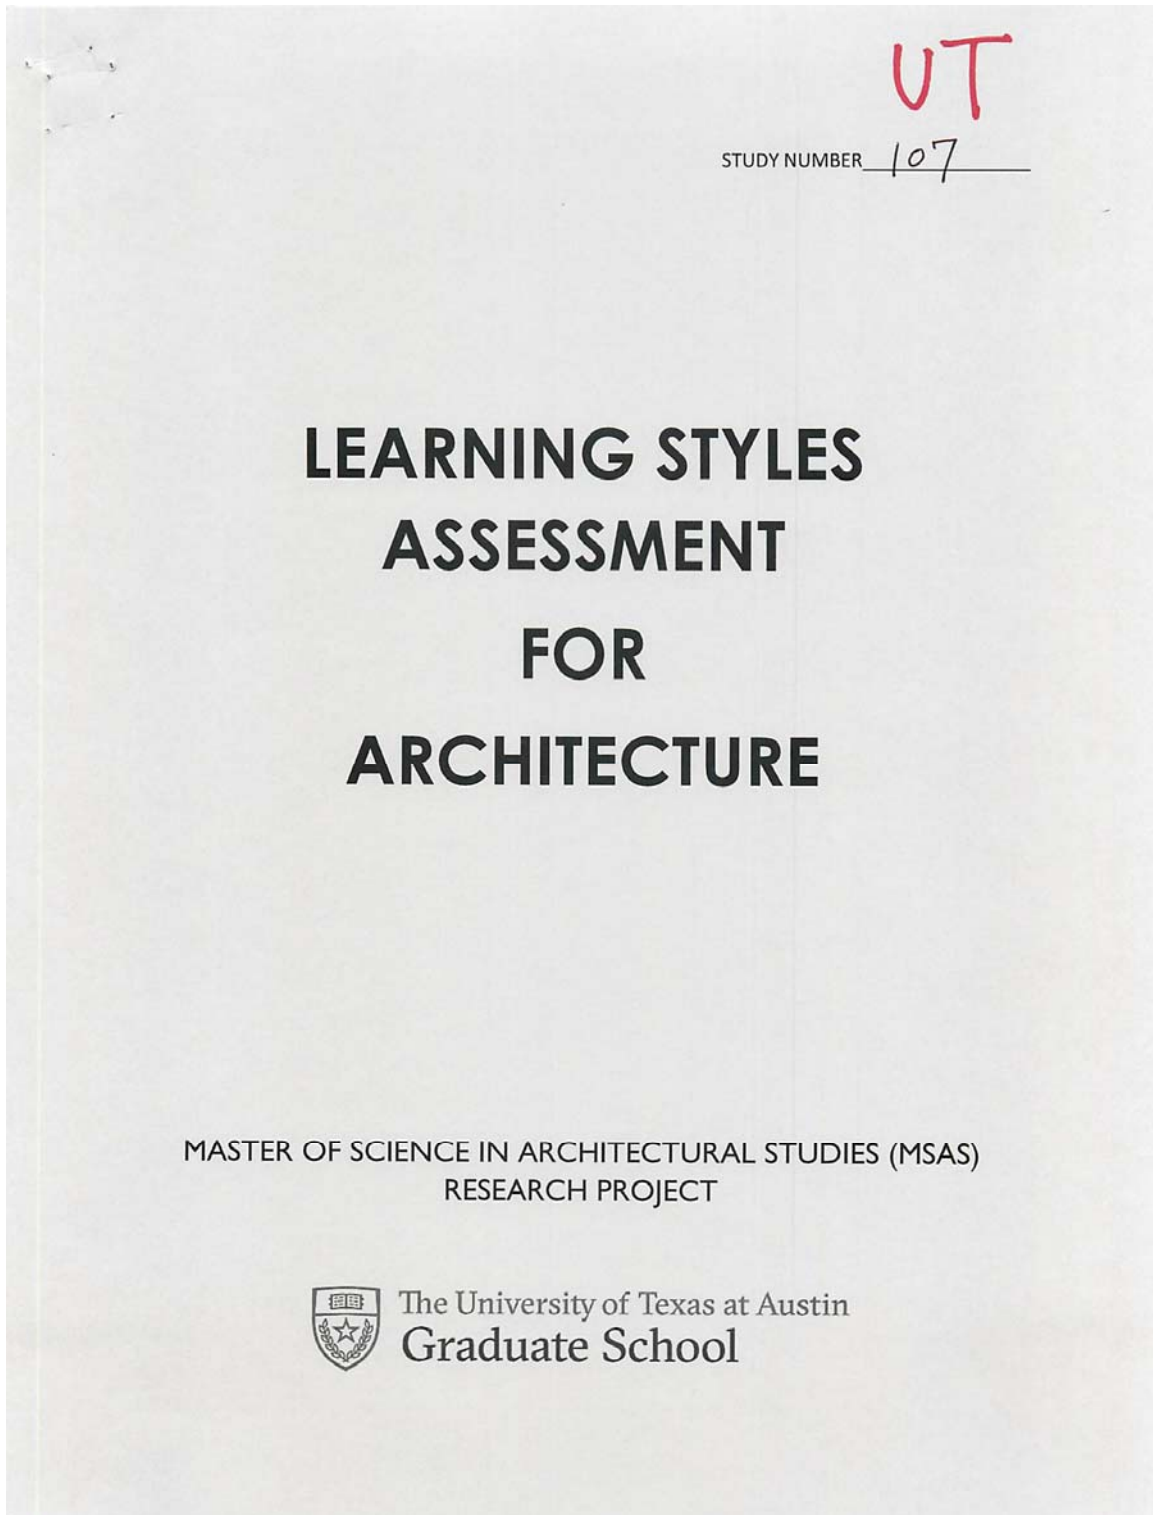 UT
STUDY NUMBER 107
LEARNING STYLES
ASSESSMENT
FOR
ARCHITECTURE
MASTER OF SCIENCE IN ARCHITECTURAL STUDIES (MSAS)
RESEARCH PROJECT
The University of Texas at Austin
Graduate School